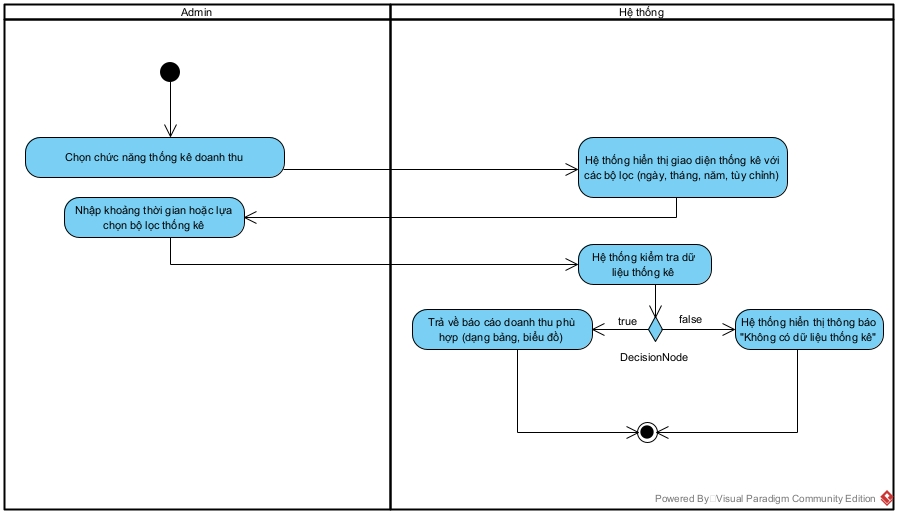 Admin
Hệ thống
Chọn chức năng thống kê doanh thu
Hệ thống hiển thị giao diện thống kê với
các bộ lọc (ngày, tháng, năm, tùy chỉnh)
Nhập khoảng thời gian hoặc lựa
chọn bộ lọc thống kê
Hệ thống kiểm tra dữ
liệu thống kê
Trả về báo cáo doanh thu phù
hợp (dạng bảng, biểu đồ)
true
false
Hệ thống hiển thị thông báo
"Không có dữ liệu thống kê"
DecisionNode
Powered By Visual Paradigm Community Edition